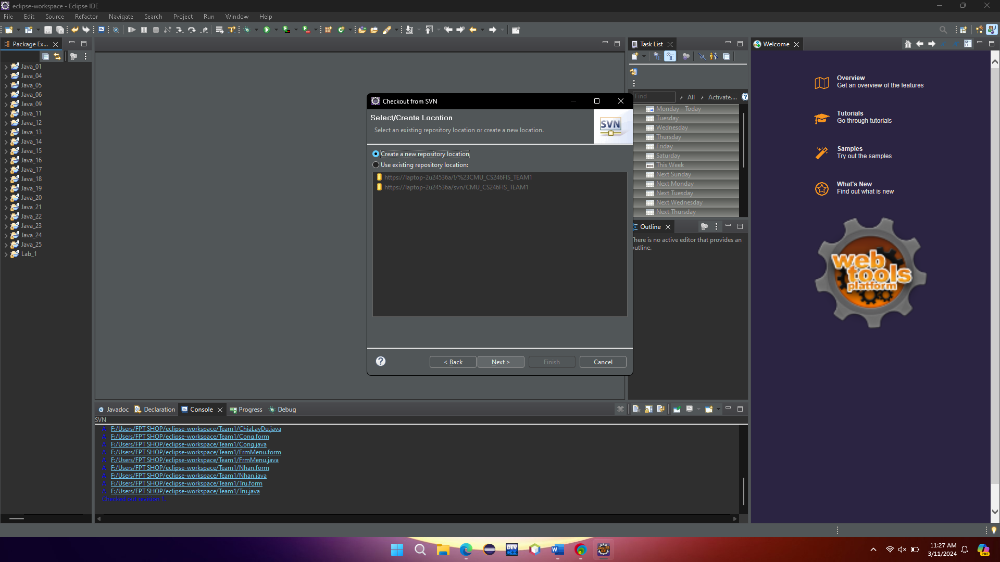 eclipse-workspace - Eclipse IDE
File Edit Source Refactor Navigate Search Project Run Window Help
Package Ex...
Java_01
Java_04
Java_05
Java_06
Java_09
Java_11
Java_12
Java_13
Java_14
Java_15
Java_16
Java_17
Java_18
Java_19
Java_20
Java_21
Java_22
Java_23
Java_24
Java_25
Lab_1
Checkout from SVN
Select/Create Location
Select an existing repository location or create a new location.
SVN
Create a new repository location
Use existing repository location:
https://laptop-2u24536a/!/%23CMU_CS246FIS_TEAM1
https://laptop-2u24536a/svn/CMU_CS246FIS_TEAM1
< Back Next > Finish Cancel
Task List
Find All Activate....
Monday - Today
Tuesday
Wednesday
Thursday
Friday
Saturday
This Week
Next Sunday
Next Monday
Next Tuesday
Next Wednesday
Next Thursday
Outline
There is no active editor that provides an
outline.
Welcome
Overview
Get an overview of the features
Tutorials
Go through tutorials
Samples
Try out the samples
What's New
Find out what is new
web
tools
platform
Javadoc Declaration Console Progress Debug
SVN
A F:/Users/FPT SHOP/eclipse-workspace/Team1/ChiaLayDu.java
A F:/Users/FPT SHOP/eclipse-workspace/Team1/Cong.form
A F:/Users/FPT SHOP/eclipse-workspace/Team1/Cong.java
A F:/Users/FPT SHOP/eclipse-workspace/Team1/FrmMenu.form
A F:/Users/FPT SHOP/eclipse-workspace/Team1/FrmMenu.java
A F:/Users/FPT SHOP/eclipse-workspace/Team1/Nhan.form
A F:/Users/FPT SHOP/eclipse-workspace/Team1/Nhan.java
A F:/Users/FPT SHOP/eclipse-workspace/Team1/Tru.form
A F:/Users/FPT SHOP/eclipse-workspace/Team1/Tru.java
Checked out revision 1.
DEV
11:27 AM
3/11/2024
PRE